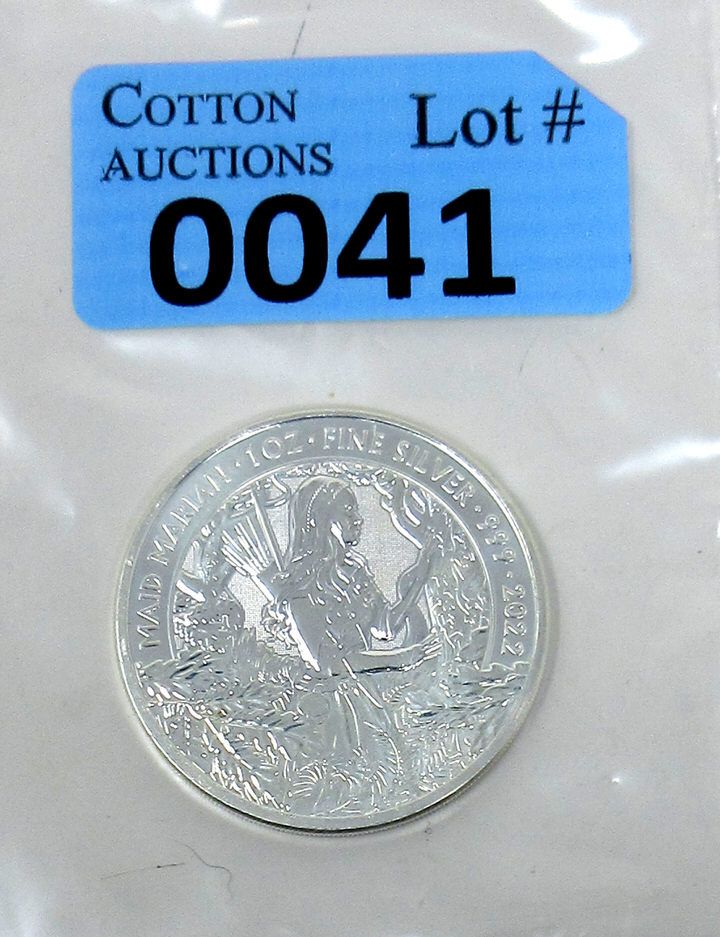 COTTON
AUCTIONS
Lot #
0041
MAID MARIAN · 1OZ · FINE SILVER · 999 · 2022